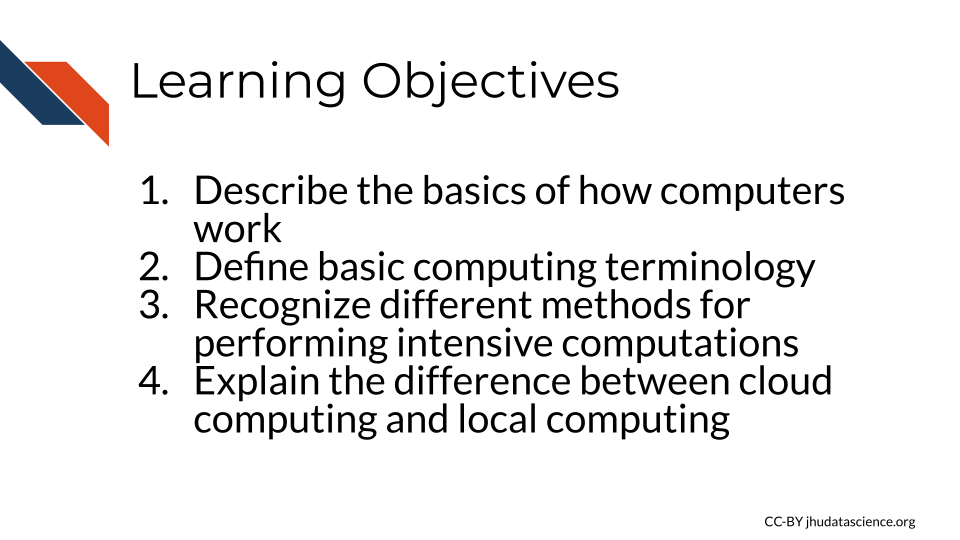 Learning Objectives
1. Describe the basics of how computers
work
2. Define basic computing terminology
3. Recognize different methods for
performing intensive computations
4. Explain the difference between cloud
computing and local computing
CC-BY jhudatascience.org